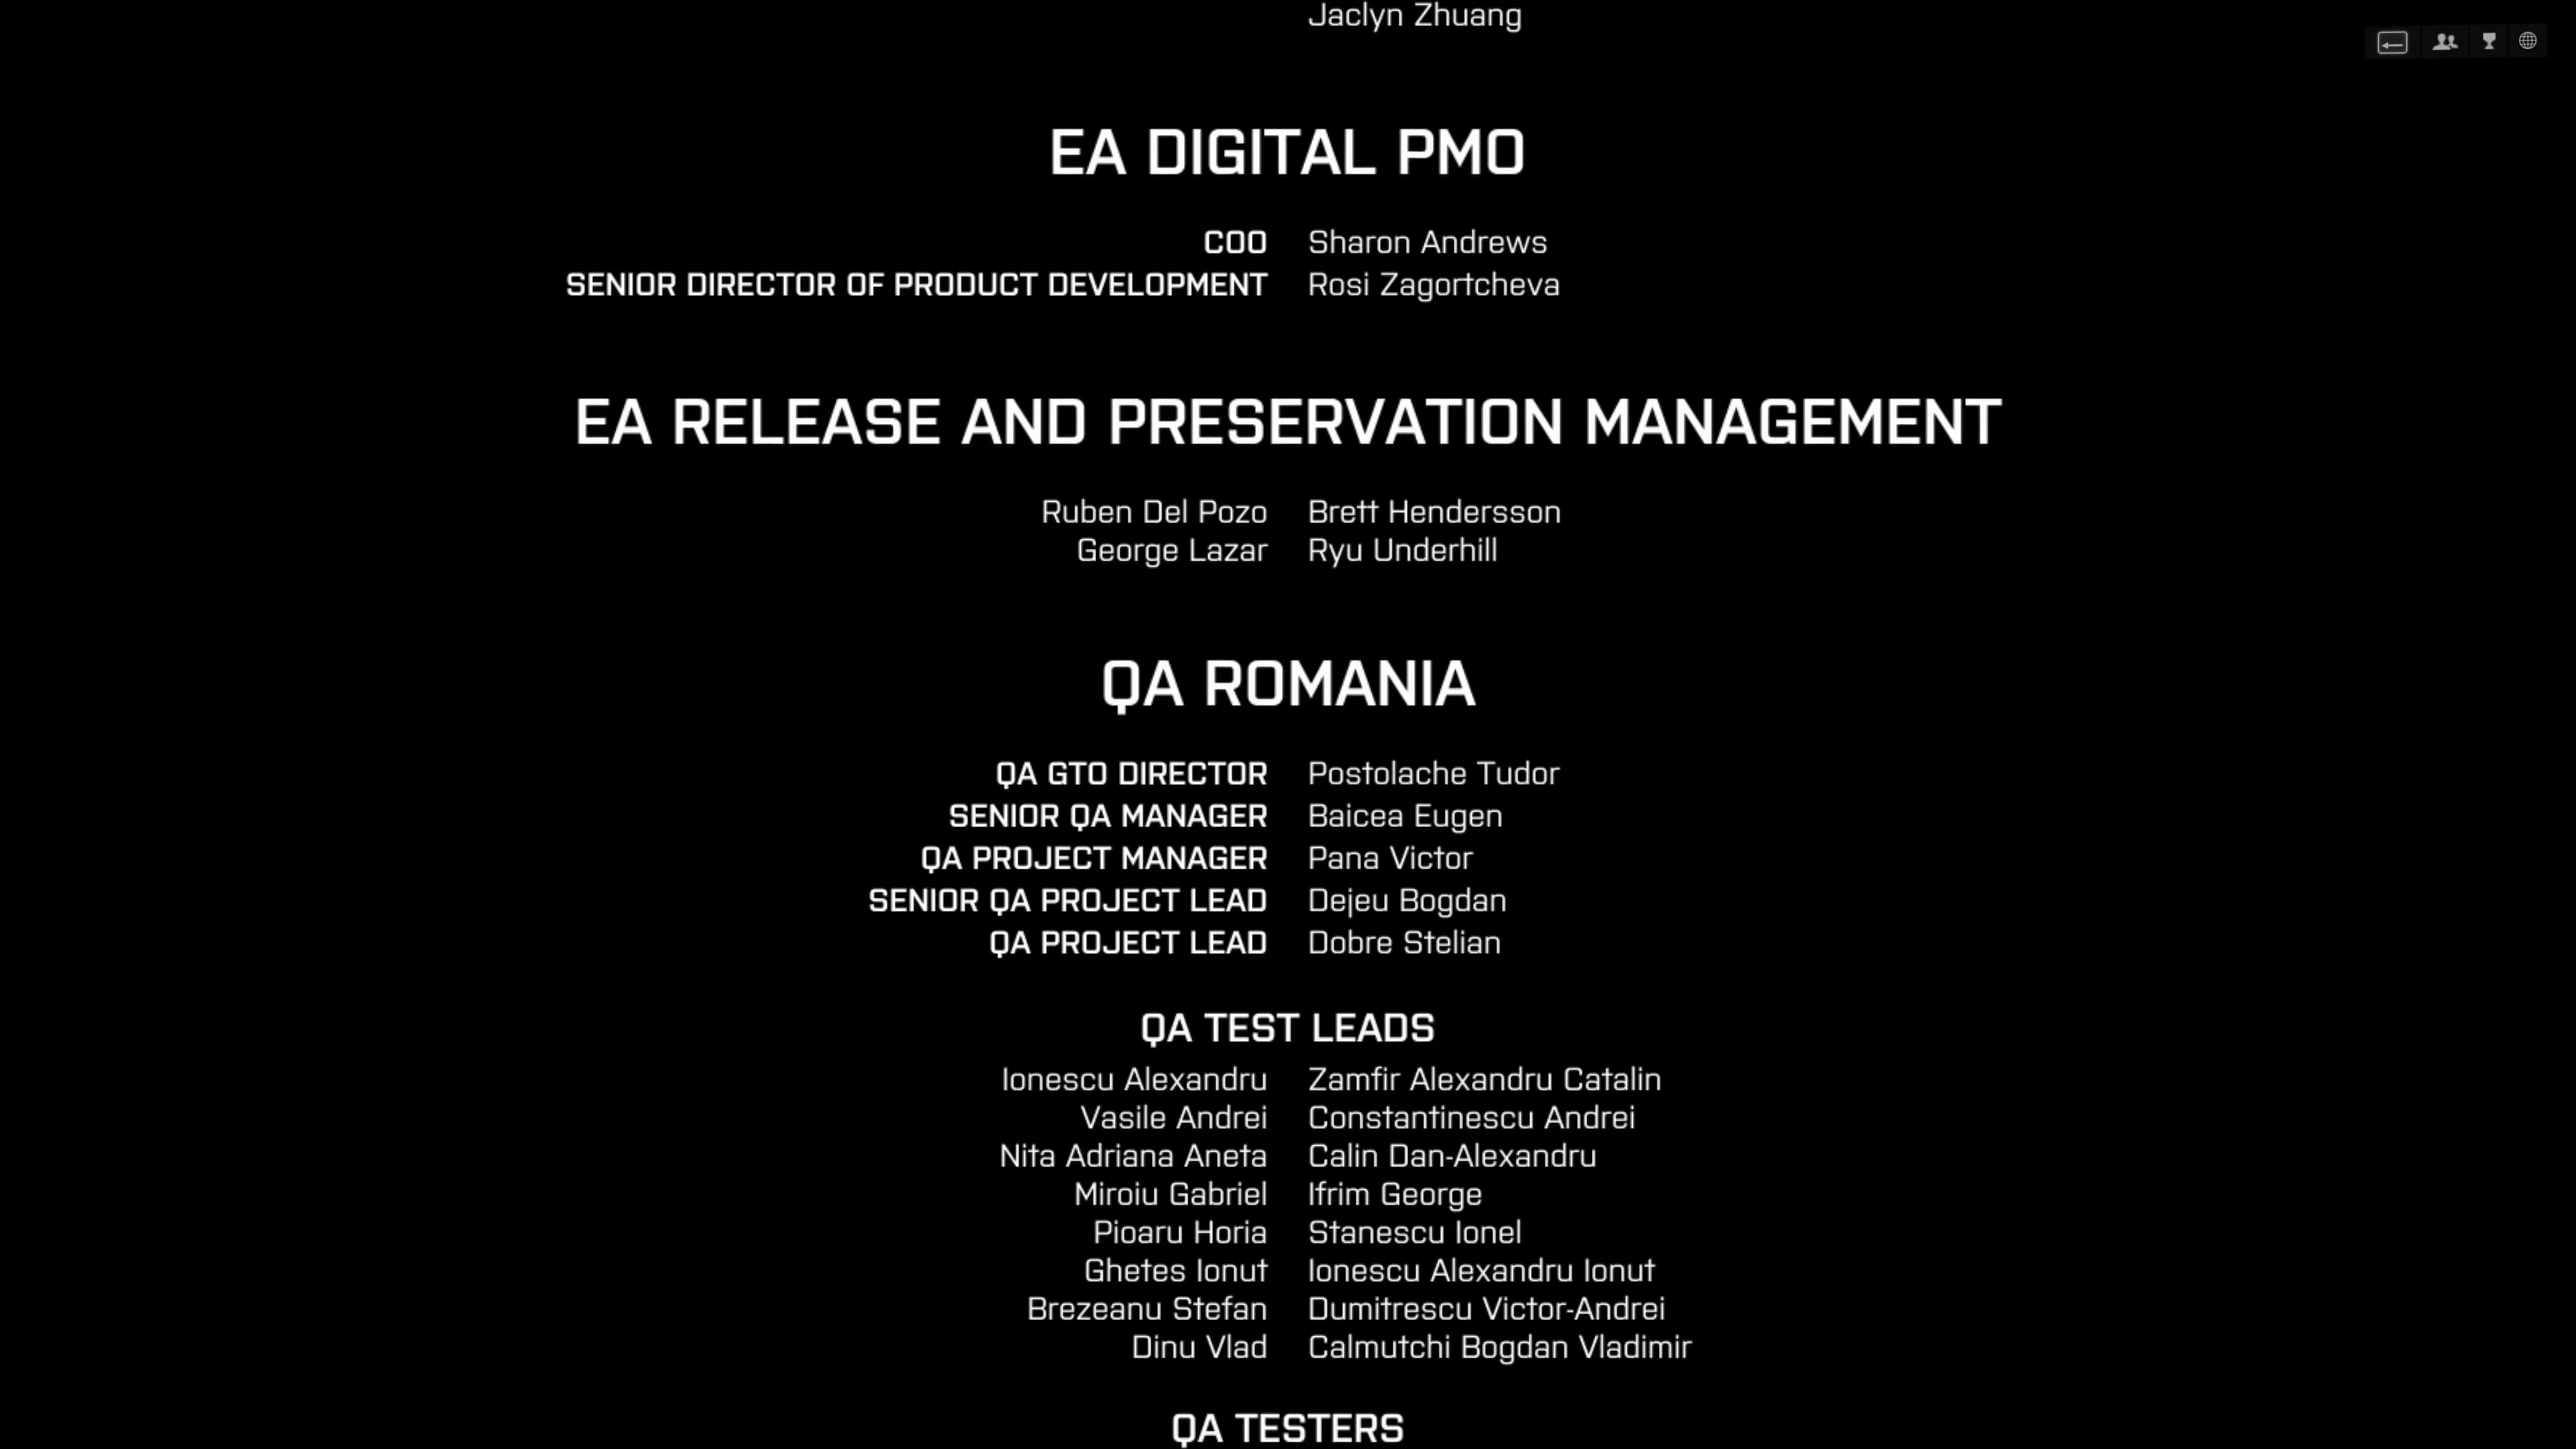 Jaclyn Zhuang
EA DIGITAL PMO
COO Sharon Andrews
SENIOR DIRECTOR OF PRODUCT DEVELOPMENT Rosi Zagortcheva
EA RELEASE AND PRESERVATION MANAGEMENT
Ruben Del Pozo Brett Hendersson
George Lazar Ryu Underhill
QA ROMANIA
QA GTO DIRECTOR Postolache Tudor
SENIOR QA MANAGER Baicea Eugen
QA PROJECT MANAGER Pana Victor
SENIOR QA PROJECT LEAD Dejeu Bogdan
QA PROJECT LEAD Dobre Stelian
QA TEST LEADS
Ionescu Alexandru Zamfir Alexandru Catalin
Vasile Andrei Constantinescu Andrei
Nita Adriana Aneta Calin Dan-Alexandru
Miroiu Gabriel Ifrim George
Pioaru Horia Stanescu Ionel
Ghetes Ionut Ionescu Alexandru Ionut
Brezeanu Stefan Dumitrescu Victor-Andrei
Dinu Vlad Calmutchi Bogdan Vladimir
QA TESTERS